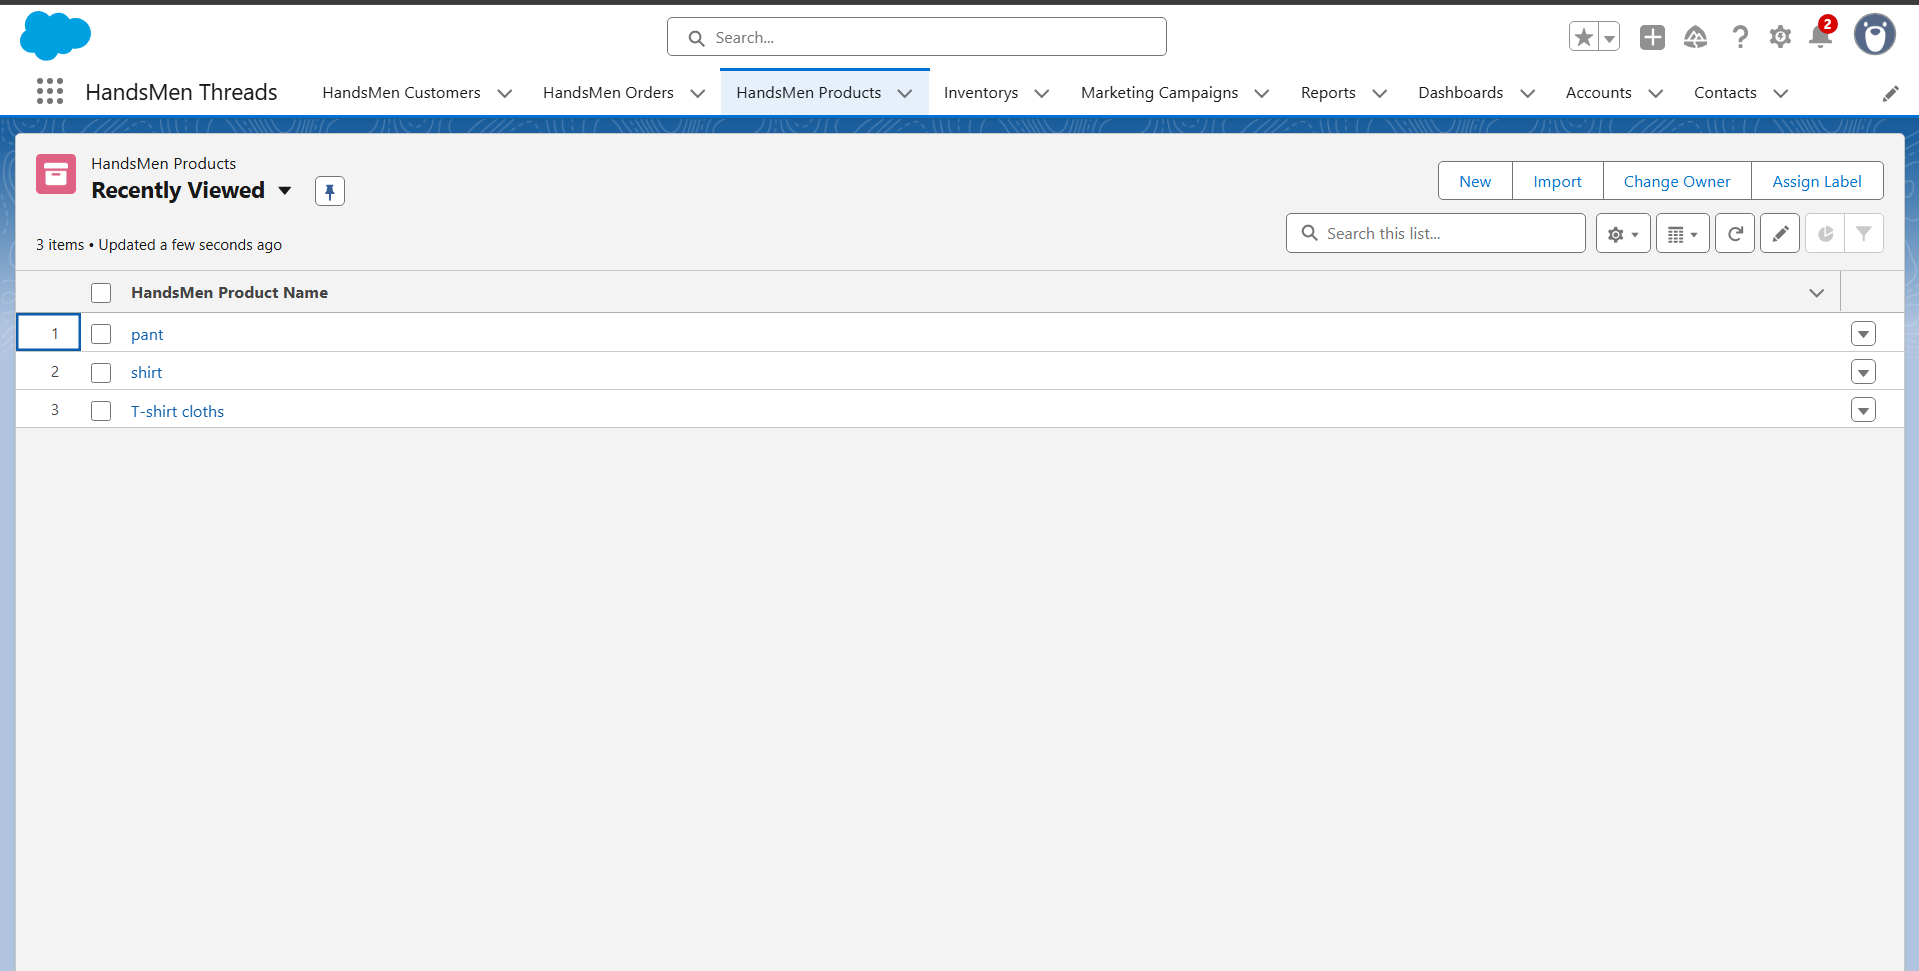 Search...
2
HandsMen Threads
HandsMen Customers
HandsMen Orders
HandsMen Products
Inventorys
Marketing Campaigns
Reports
Dashboards
Accounts
Contacts
HandsMen Products
Recently Viewed
New
Import
Change Owner
Assign Label
3 items • Updated a few seconds ago
Search this list...
HandsMen Product Name
1 pant
2 shirt
3 T-shirt cloths